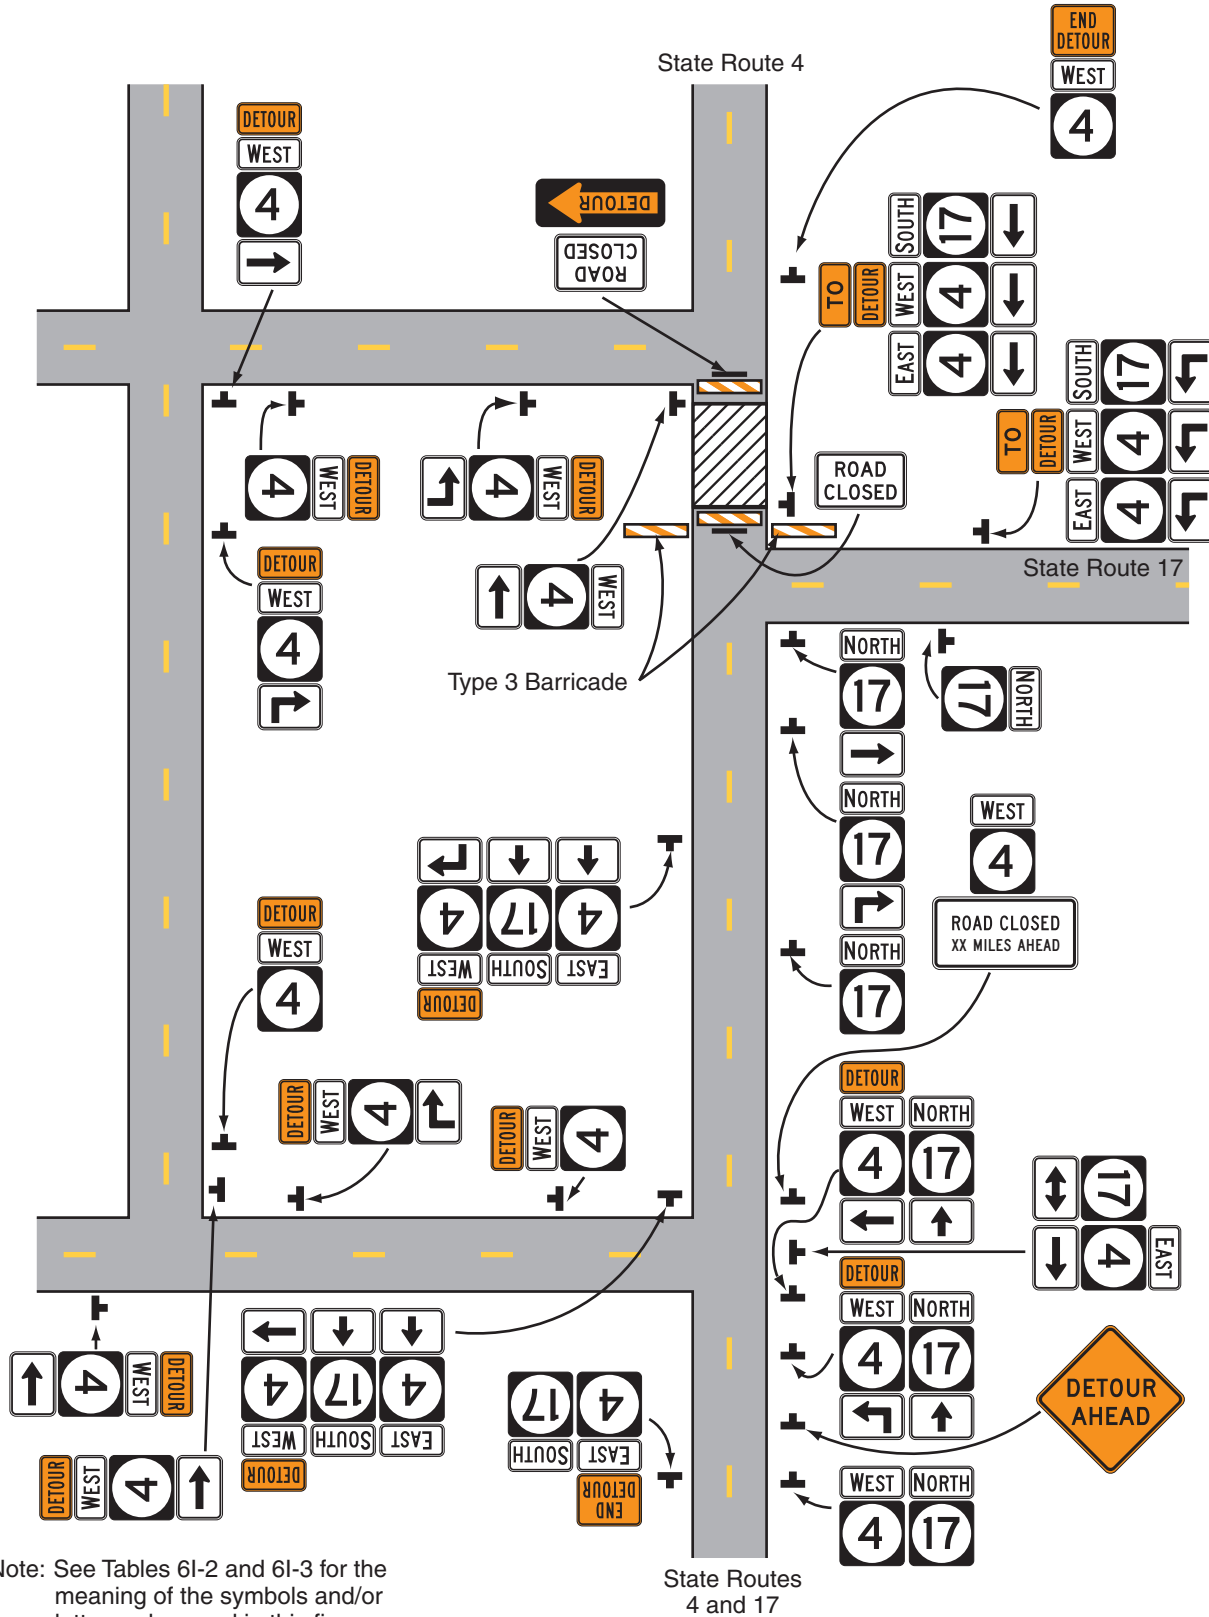 State Route 4
END
DETOUR
WEST
4
DETOUR
WEST
4
DETOUR
ROAD
CLOSED
SOUTH
17
TO
DETOUR
WEST
4
EAST
4
SOUTH
17
TO
DETOUR
WEST
4
EAST
4
ROAD
CLOSED
DETOUR
WEST
4
DETOUR
WEST
4
State Route 17
DETOUR
WEST
4
WEST
4
Type 3 Barricade
NORTH
17
NORTH
17
NORTH
17
WEST
4
ROAD CLOSED
XX MILES AHEAD
NORTH
17
4 17 4
WEST SOUTH EAST
DETOUR
DETOUR
WEST
4
DETOUR
WEST NORTH
4 17
DETOUR
WEST
4
DETOUR
WEST
4
17
EAST
4
DETOUR
WEST NORTH
4 17
DETOUR
AHEAD
DETOUR
WEST
4
4 17 4
WEST SOUTH EAST
DETOUR
17 4
SOUTH EAST
END
DETOUR
DETOUR
WEST
4
WEST NORTH
4 17
Note: See Tables 6I-2 and 6I-3 for the
meaning of the symbols and/or
State Routes
4 and 17